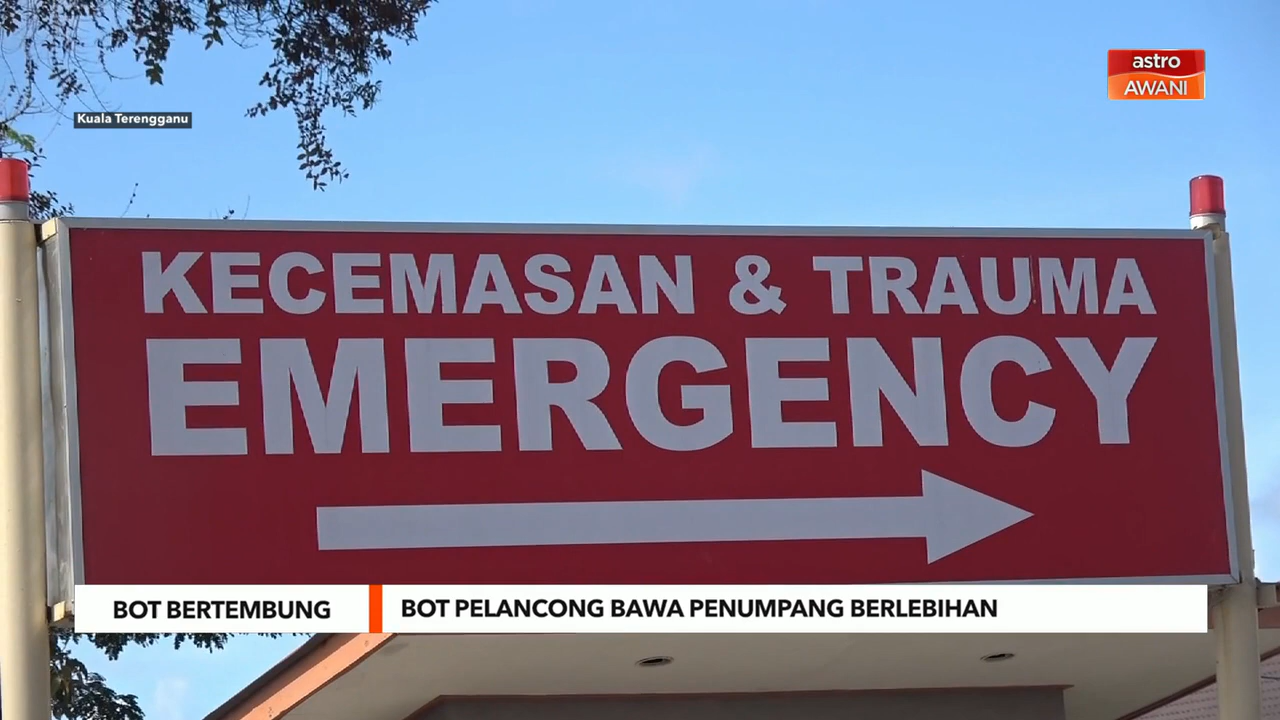 astro
AWANI
Kuala Terengganu
KECEMASAN & TRAUMA
EMERGENCY
BOT BERTEMBUNG
BOT PELANCONG BAWA PENUMPANG BERLEBIHAN